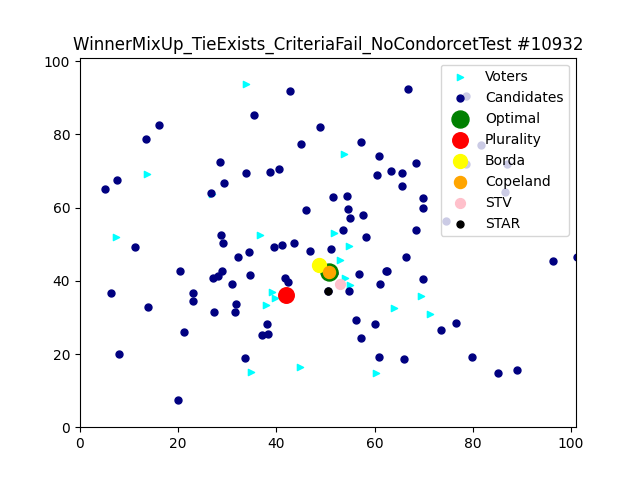 WinnerMixUp_TieExists_CriteriaFail_NoCondorcetTest #10932
100
80
60
40
20
0
0 20 40 60 80 100
Voters
Candidates
Optimal
Plurality
Borda
Copeland
STV
STAR